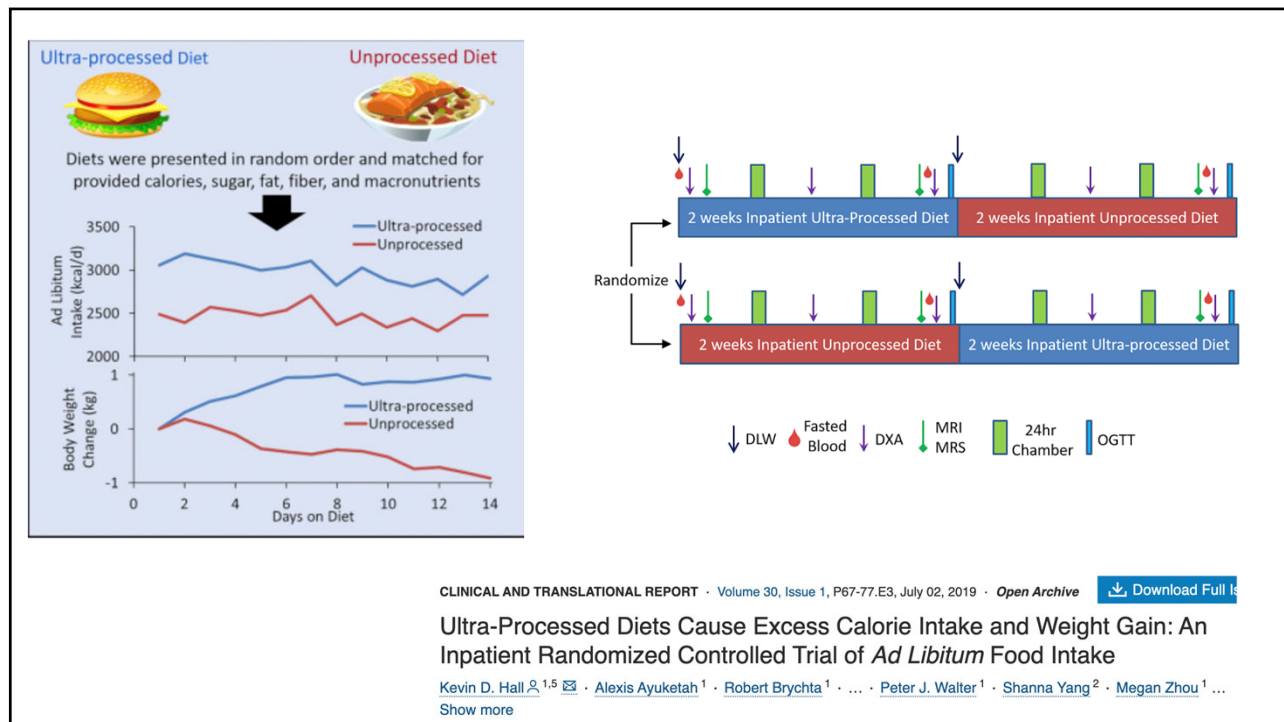 Ultra-processed Diet
Unprocessed Diet
Diets were presented in random order and matched for
provided calories, sugar, fat, fiber, and macronutrients
Ad Libitum
Intake (kcal/d)
3500
3000
2500
2000
Ultra-processed
Unprocessed
Body Weight
Change (kg)
1
0
-1
Ultra-processed
Unprocessed
0 2 4 6 8 10 12 14
Days on Diet
Randomize
2 weeks Inpatient Ultra-Processed Diet
2 weeks Inpatient Unprocessed Diet
2 weeks Inpatient Unprocessed Diet
2 weeks Inpatient Ultra-processed Diet
DLW
Fasted
Blood
DXA
MRI
MRS
24hr
Chamber
OGTT
CLINICAL AND TRANSLATIONAL REPORT · Volume 30, Issue 1, P67-77.E3, July 02, 2019 · Open Archive
Download Full Is
Ultra-Processed Diets Cause Excess Calorie Intake and Weight Gain: An
Inpatient Randomized Controlled Trial of Ad Libitum Food Intake
Kevin D. Hall 1,5 · Alexis Ayuketah 1 · Robert Brychta 1 · ... · Peter J. Walter 1 · Shanna Yang 2 · Megan Zhou 1 ...
Show more